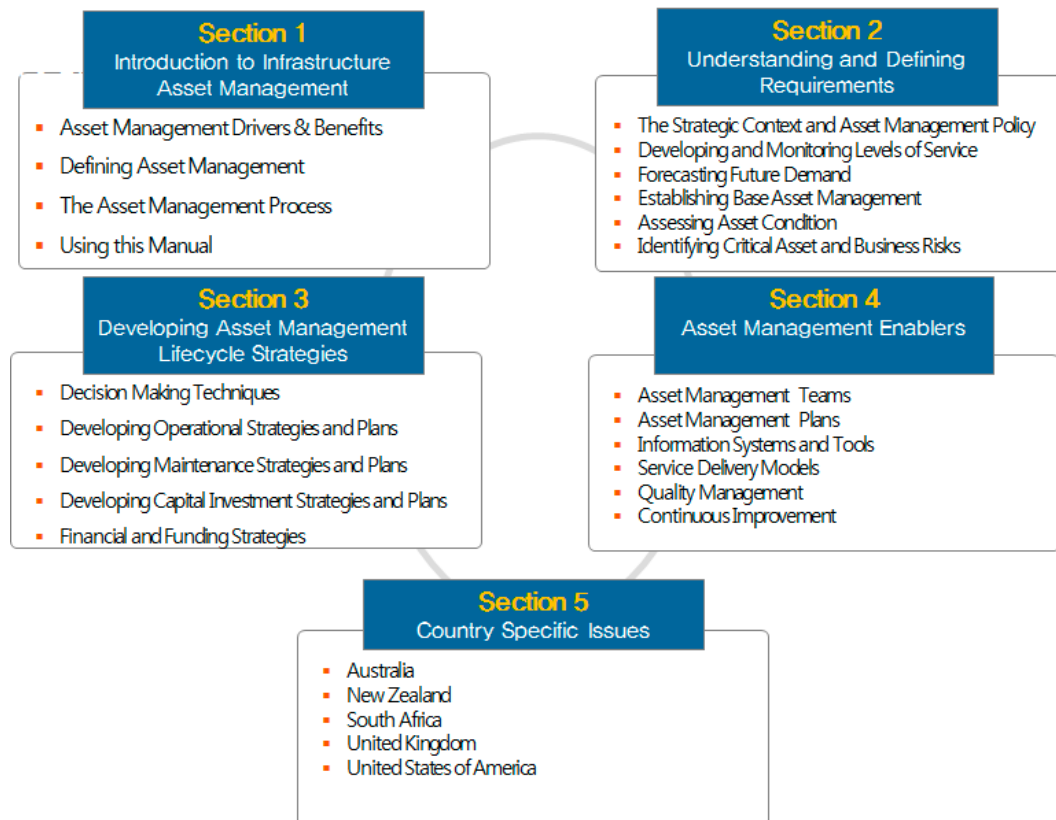 Section 1
Introduction to Infrastructure
Asset Management
Asset Management Drivers & Benefits
Defining Asset Management
The Asset Management Process
Using this Manual
Section 2
Understanding and Defining
Requirements
The Strategic Context and Asset Management Policy
Developing and Monitoring Levels of Service
Forecasting Future Demand
Establishing Base Asset Management
Assessing Asset Condition
Identifying Critical Asset and Business Risks
Section 3
Developing Asset Management
Lifecycle Strategies
Decision Making Techniques
Developing Operational Strategies and Plans
Developing Maintenance Strategies and Plans
Developing Capital Investment Strategies and Plans
Financial and Funding Strategies
Section 4
Asset Management Enablers
Asset Management Teams
Asset Management Plans
Information Systems and Tools
Service Delivery Models
Quality Management
Continuous Improvement
Section 5
Country Specific Issues
Australia
New Zealand
South Africa
United Kingdom
United States of America